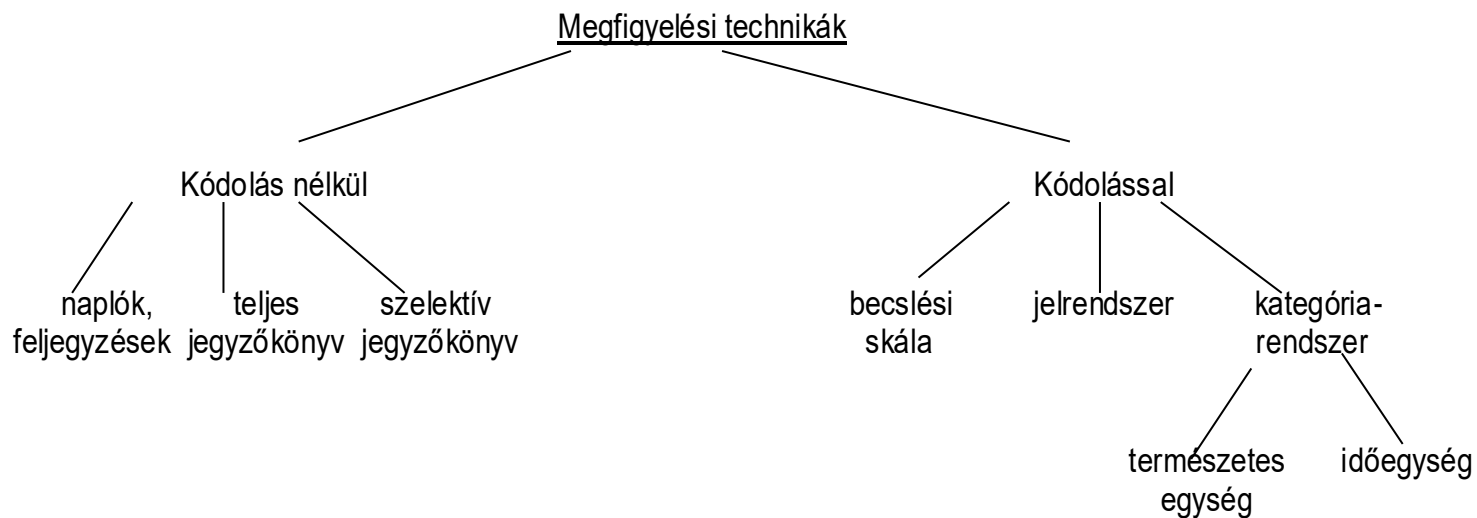 Megfigyelési technikák
Kódolás nélkül
Kódolással
naplók,
feljegyzések
teljes
jegyzőkönyv
szelektív
jegyzőkönyv
becslési
skála
jelrendszer
kategória-
rendszer
természetes
egység
időegység